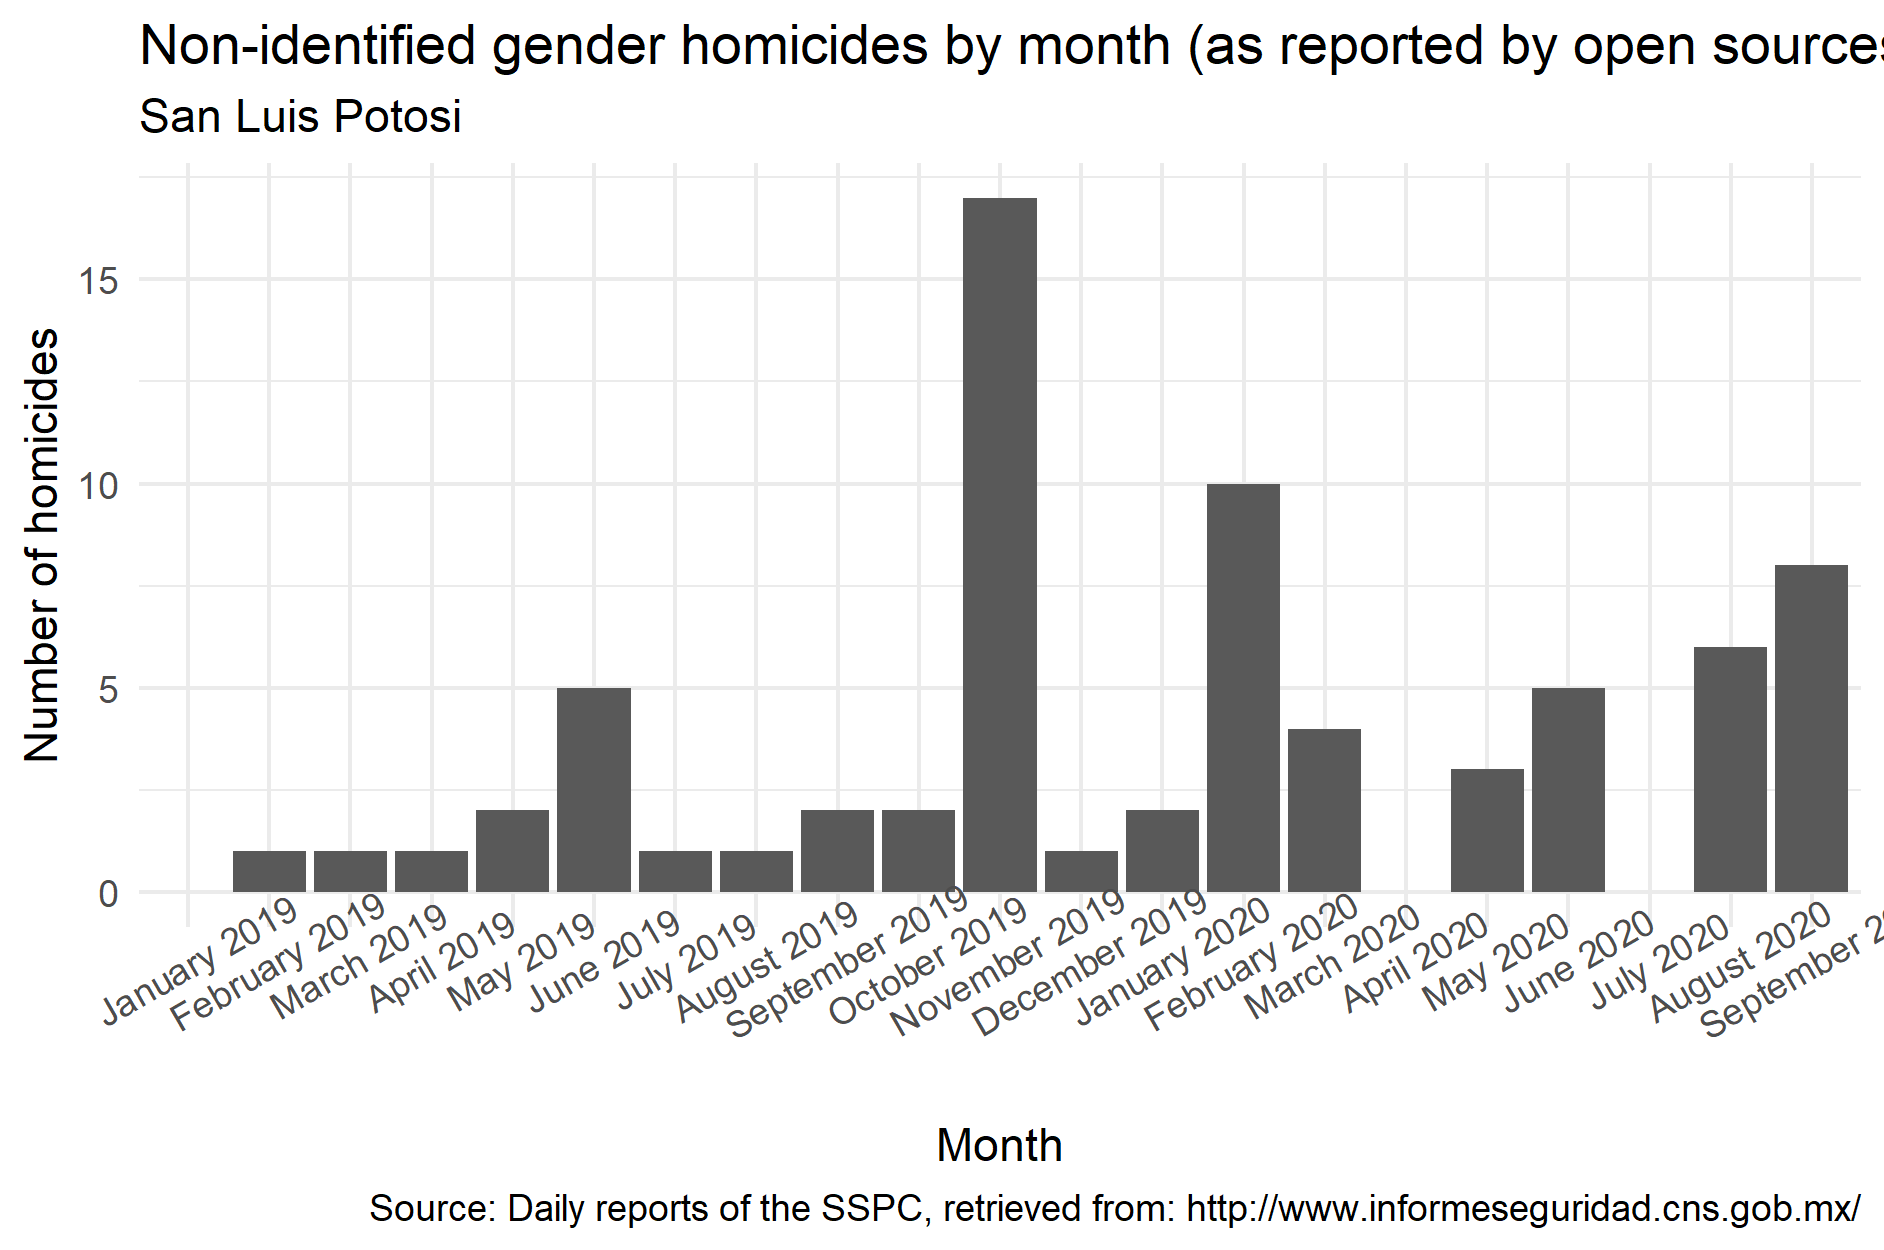 Non-identified gender homicides by month (as reported by open sources
San Luis Potosi
Number of homicides
15
10
5
0
January 2019
February 2019
March 2019
April 2019
May 2019
June 2019
July 2019
August 2019
September 2019
October 2019
November 2019
December 2019
January 2020
February 2020
March 2020
April 2020
May 2020
June 2020
July 2020
August 2020
September 2
Month
Source: Daily reports of the SSPC, retrieved from: http://www.informeseguridad.cns.gob.mx/